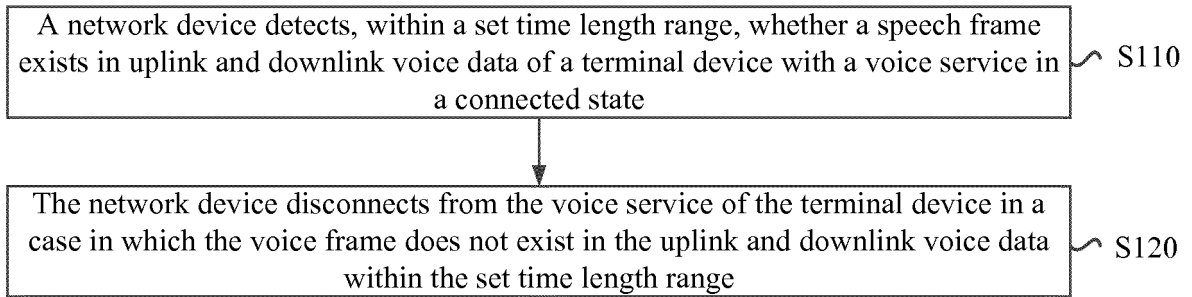 A network device detects, within a set time length range, whether a speech frame
exists in uplink and downlink voice data of a terminal device with a voice service in
a connected state
S110
The network device disconnects from the voice service of the terminal device in a
case in which the voice frame does not exist in the uplink and downlink voice data
within the set time length range
S120